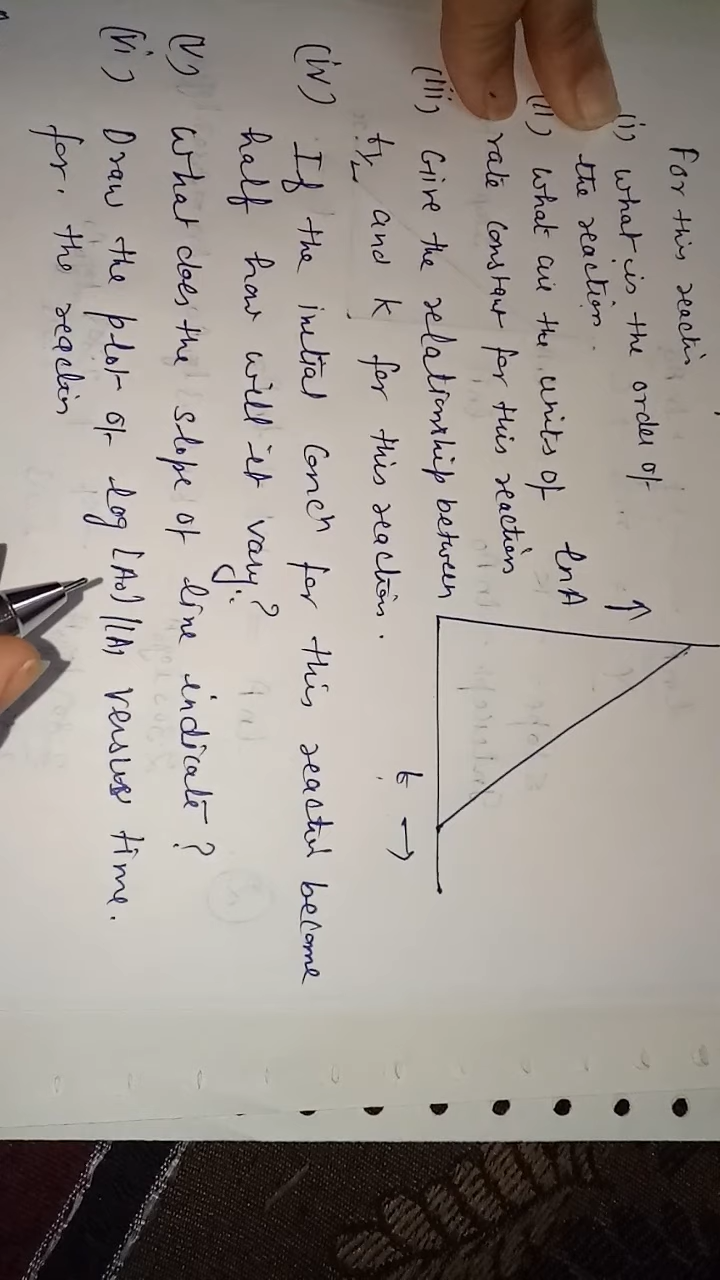 For this reactin
(i) what is the order of
the reaction.
(ii) what are the units of
rate constant for this reaction
(iii) Give the relationship between
t½ and k for this reaction.
ln A
↑
t →
(iv) If the initial Conch for this reaction become
half how will it vary?
(v) what does the slope of line indicate?
(vi) Draw the plot of log [A0]/[A] versus time.
for. the reaction